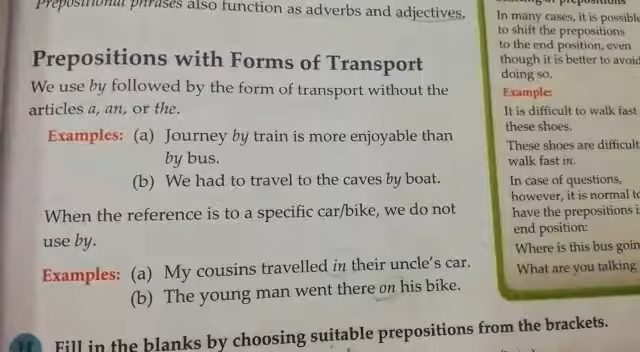 Prepositional phrases also function as adverbs and adjectives.
Prepositions with Forms of Transport
We use by followed by the form of transport without the
articles a, an, or the.
Examples: (a) Journey by train is more enjoyable than
by bus.
(b) We had to travel to the caves by boat.
When the reference is to a specific car/bike, we do not
use by.
Examples: (a) My cousins travelled in their uncle's car.
(b) The young man went there on his bike.
Fill in the blanks by choosing suitable prepositions from the brackets.
In many cases, it is possible
to shift the prepositions
to the end position, even
though it is better to avoid
doing so.
Example:
It is difficult to walk fast
these shoes.
These shoes are difficult
walk fast in.
In case of questions,
however, it is normal to
have the prepositions i
end position:
Where is this bus goin
What are you talking